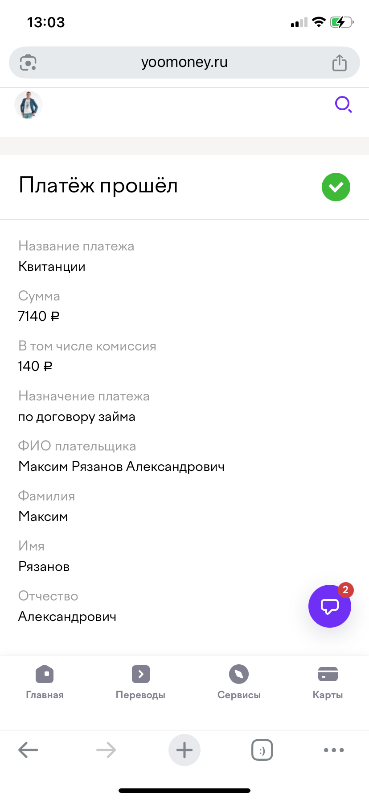 13:03
yoomoney.ru
Платёж прошёл
Название платежа
Квитанции
Сумма
7140 ₽
В том числе комиссия
140 ₽
Назначение платежа
по договору займа
ФИО плательщика
Максим Рязанов Александрович
Фамилия
Максим
Имя
Рязанов
Отчество
Александрович
2
Главная Переводы Сервисы Карты
:)